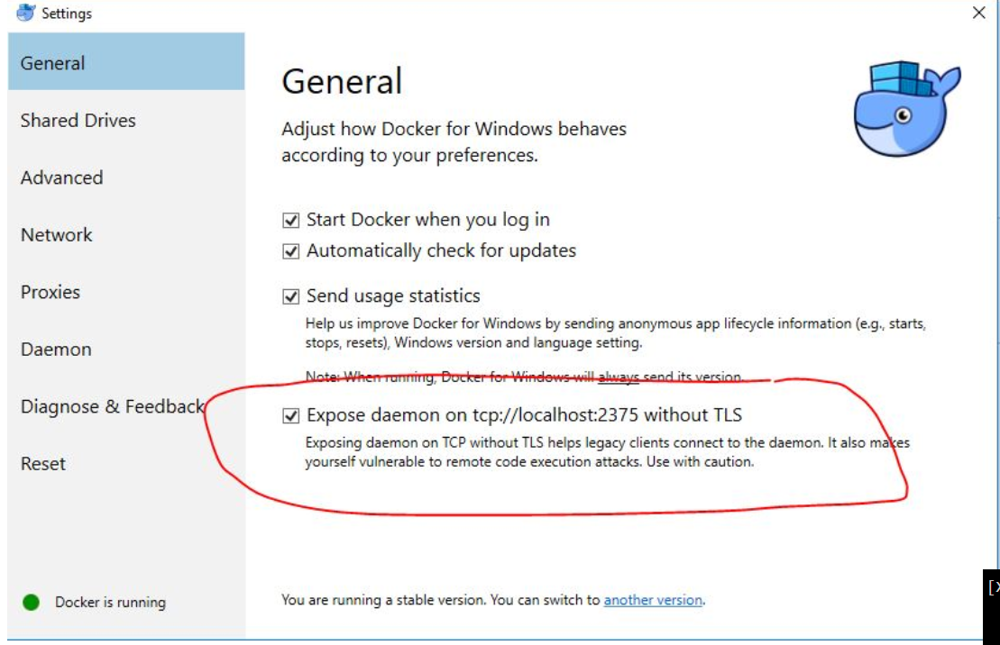 Settings
General
Shared Drives
Advanced
Network
Proxies
Daemon
Diagnose & Feedback
Reset
Docker is running
General
Adjust how Docker for Windows behaves
according to your preferences.
Start Docker when you log in
Automatically check for updates
Send usage statistics
Help us improve Docker for Windows by sending anonymous app lifecycle information (e.g., starts,
stops, resets), Windows version and language setting.
Note: When running, Docker for Windows will always send its version.
Expose daemon on tcp://localhost:2375 without TLS
Exposing daemon on TCP without TLS helps legacy clients connect to the daemon. It also makes
yourself vulnerable to remote code execution attacks. Use with caution.
You are running a stable version. You can switch to another version.